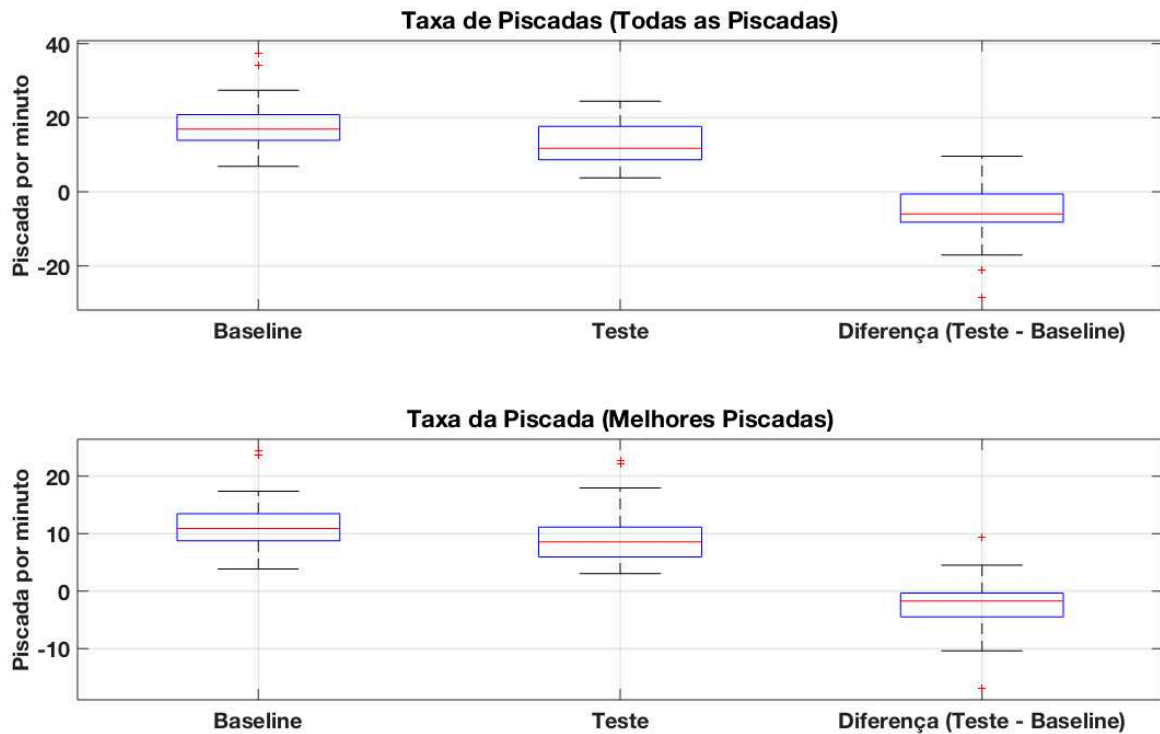 Taxa de Piscadas (Todas as Piscadas)
Piscada por minuto
40
20
0
-20
Baseline
Teste
Diferença (Teste - Baseline)
Taxa da Piscada (Melhores Piscadas)
Piscada por minuto
20
10
0
-10
Baseline
Teste
Diferença (Teste - Baseline)